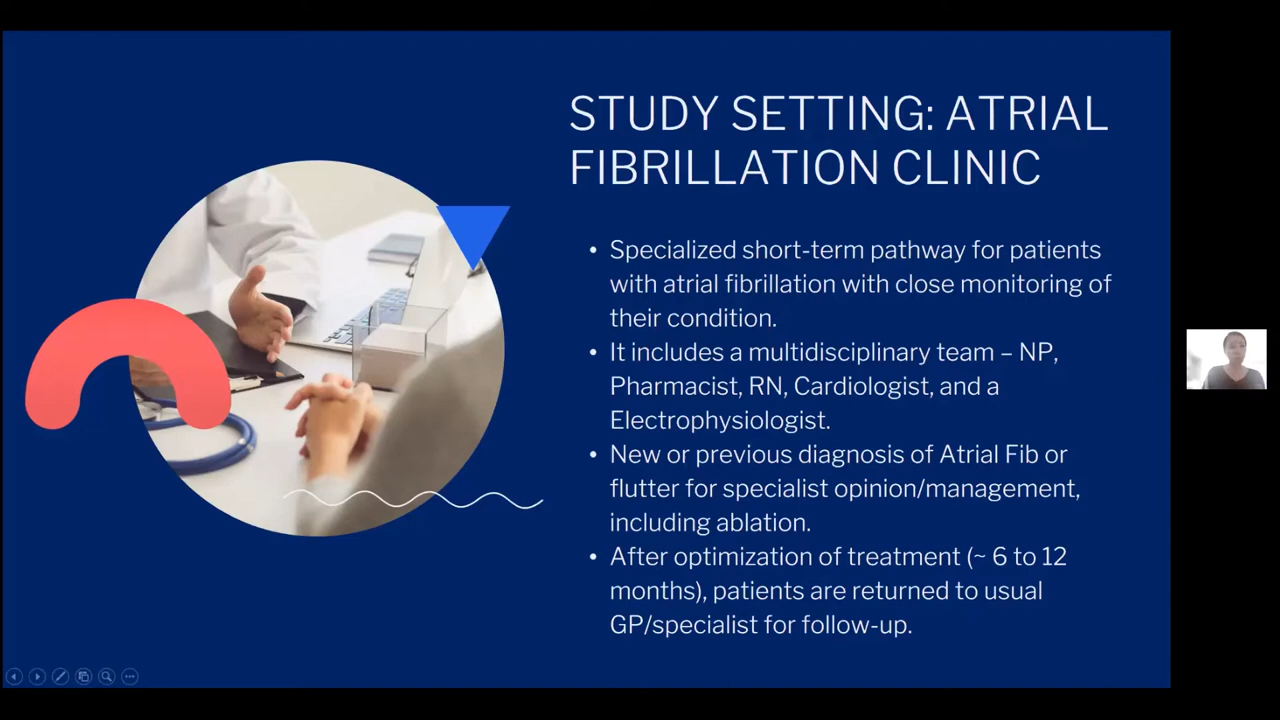 STUDY SETTING: ATRIAL
FIBRILLATION CLINIC
• Specialized short-term pathway for patients
with atrial fibrillation with close monitoring of
their condition.
• It includes a multidisciplinary team – NP,
Pharmacist, RN, Cardiologist, and a
Electrophysiologist.
• New or previous diagnosis of Atrial Fib or
flutter for specialist opinion/management,
including ablation.
• After optimization of treatment (~ 6 to 12
months), patients are returned to usual
GP/specialist for follow-up.